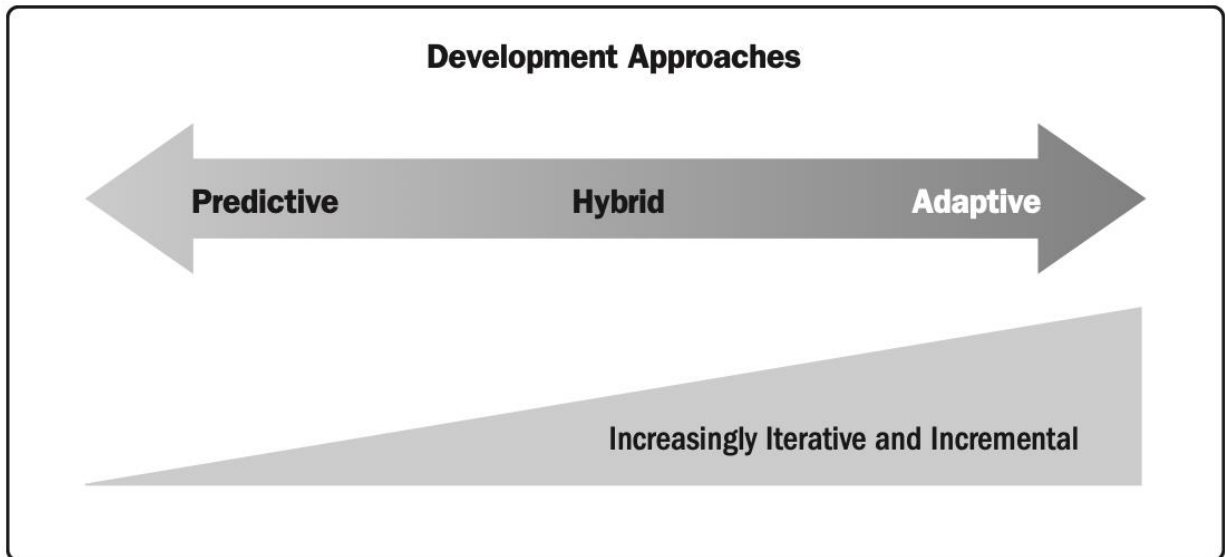 Development Approaches
Predictive Hybrid Adaptive
Increasingly Iterative and Incremental